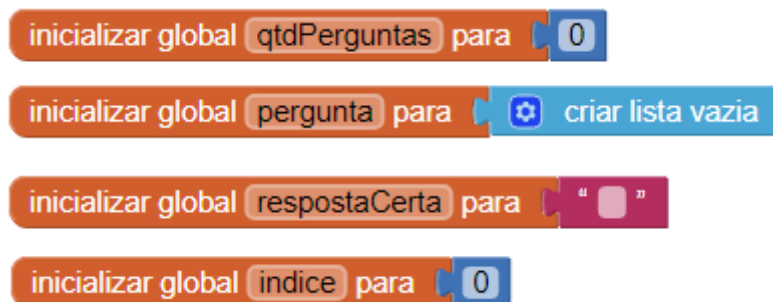 inicializar global qtdPerguntas para 0
inicializar global pergunta para criar lista vazia
inicializar global respostaCerta para “ ”
inicializar global indice para 0